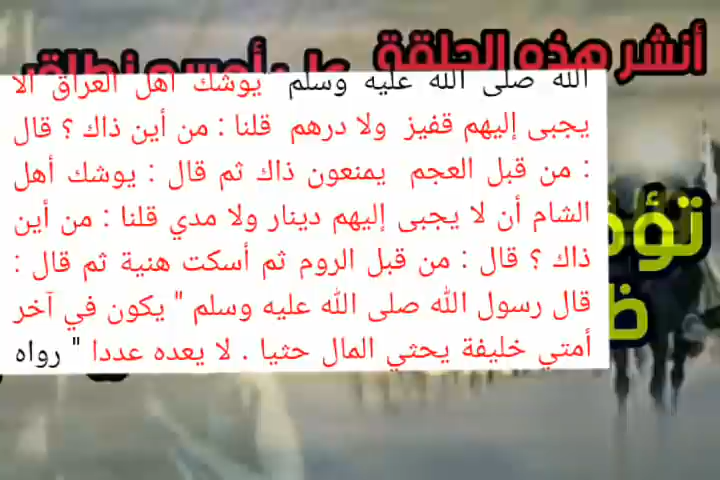 أنشر هذه الحلقة على أوسع نطاق
الله صلى الله عليه وسلم يوشك أهل العراق ألا
يجبى إليهم قفيز ولا درهم قلنا : من أين ذاك ؟ قال
: من قبل العجم يمنعون ذاك ثم قال : يوشك أهل
الشام أن لا يجبى إليهم دينار ولا مدي قلنا : من أين
ذاك ؟ قال : من قبل الروم ثم أسكت هنية ثم قال :
قال رسول الله صلى الله عليه وسلم " يكون في آخر
أمتي خليفة يحثي المال حثيا . لا يعده عددا " رواه